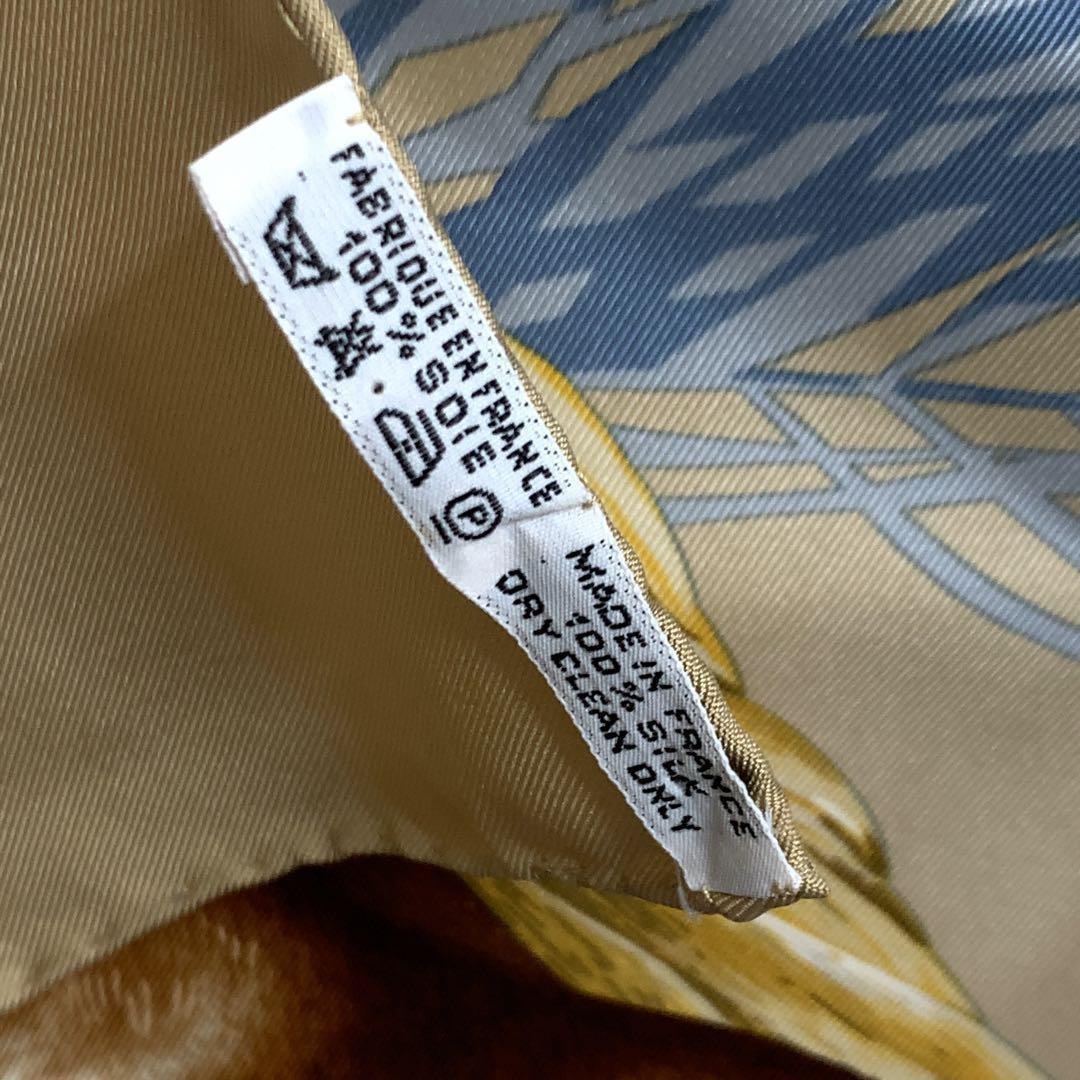 FABRIQUE EN FRANCE
100% SOIE
P
MADE IN FRANCE
100% SILK
DRY CLEAN ONLY